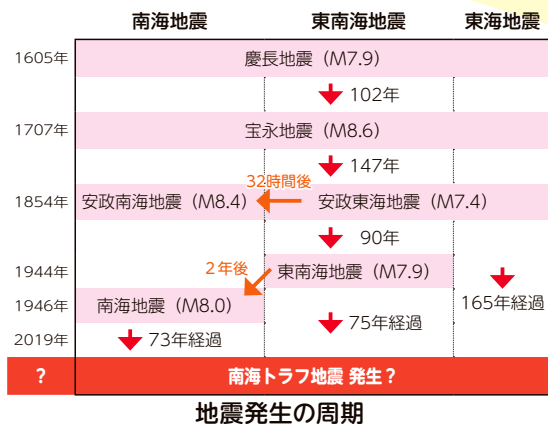 南海地震 東南海地震 東海地震
1605年 慶長地震（M7.9）
102年
1707年 宝永地震（M8.6）
147年
32時間後
1854年 安政南海地震（M8.4） 安政東海地震（M7.4）
90年
1944年 2年後 東南海地震（M7.9）
1946年 南海地震（M8.0） 165年経過
75年経過
2019年 73年経過
? 南海トラフ地震 発生？
地震発生の周期